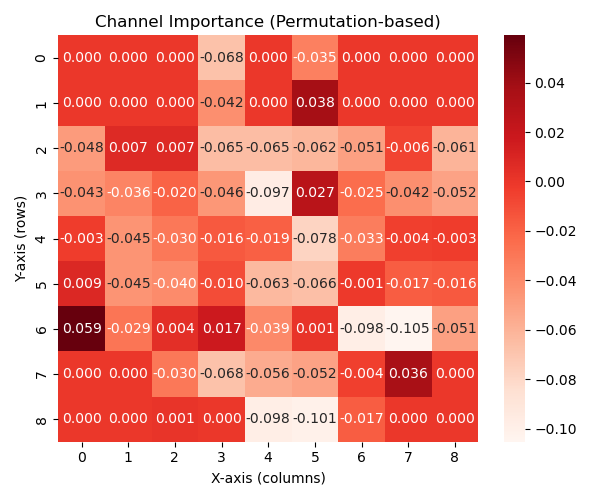 Channel Importance (Permutation-based)
0 0.000 0.000 0.000 -0.068 0.000 -0.035 0.000 0.000 0.000
1 0.000 0.000 0.000 -0.042 0.000 0.038 0.000 0.000 0.000
2 -0.048 0.007 0.007 -0.065 -0.065 -0.062 -0.051 -0.006 -0.061
3 -0.043 -0.036 -0.020 -0.046 -0.097 0.027 -0.025 -0.042 -0.052
4 -0.003 -0.045 -0.030 -0.016 -0.019 -0.078 -0.033 -0.004 -0.003
5 0.009 -0.045 -0.040 -0.010 -0.063 -0.066 -0.001 -0.017 -0.016
6 0.059 -0.029 0.004 0.017 -0.039 0.001 -0.098 -0.105 -0.051
7 0.000 0.000 -0.030 -0.068 -0.056 -0.052 -0.004 0.036 0.000
8 0.000 0.000 0.001 0.000 -0.098 -0.101 -0.017 0.000 0.000
0 1 2 3 4 5 6 7 8
X-axis (columns)
Y-axis (rows)
0.04
0.02
0.00
−0.02
−0.04
−0.06
−0.08
−0.10